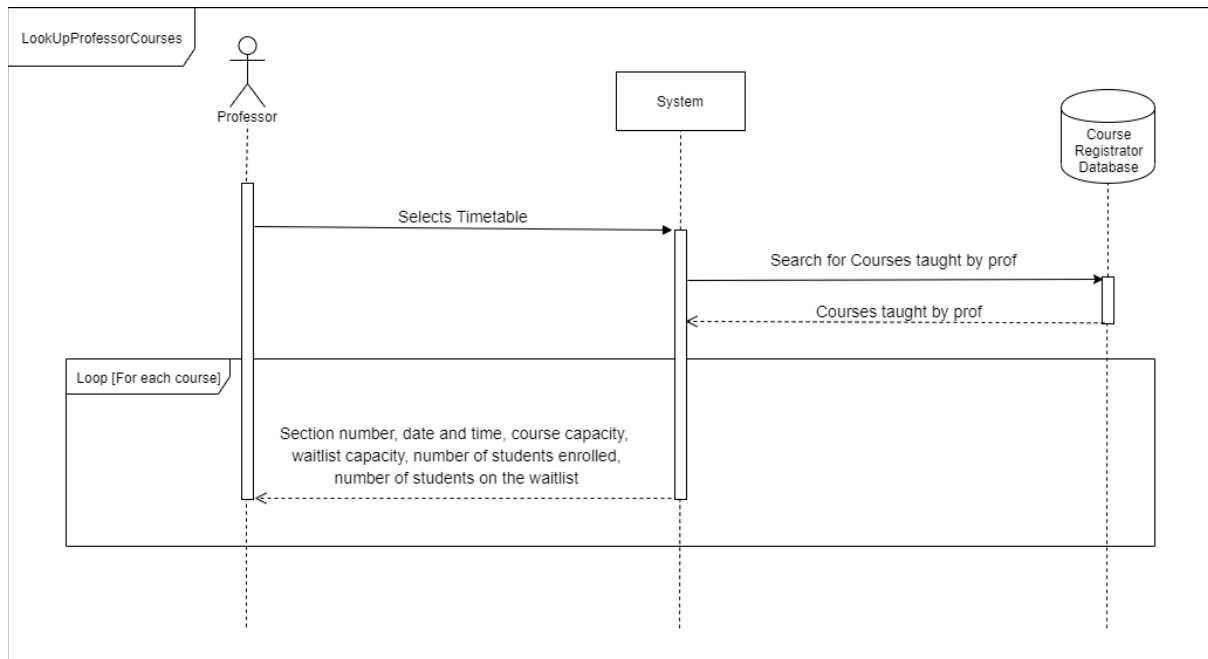 LookUpProfessorCourses
Professor
System
Course
Registrator
Database
Selects Timetable
Search for Courses taught by prof
Courses taught by prof
Loop [For each course]
Section number, date and time, course capacity,
waitlist capacity, number of students enrolled,
number of students on the waitlist